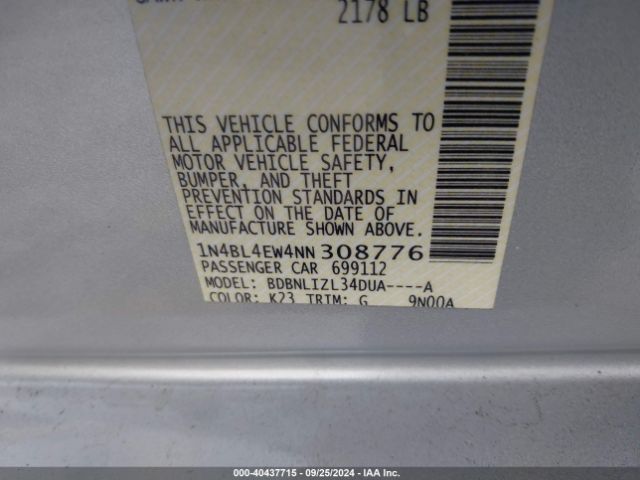 2178 LB
THIS VEHICLE CONFORMS TO
ALL APPLICABLE FEDERAL
MOTOR VEHICLE SAFETY,
BUMPER, AND THEFT
PREVENTION STANDARDS IN
EFFECT ON THE DATE OF
MANUFACTURE SHOWN ABOVE.
1N4BL4EW4NN308776
PASSENGER CAR 699112
MODEL: BDBNLIZL34DUA----A
COLOR: K23 TRIM: G 9N00A
000-40437715 - 09/25/2024 - IAA Inc.